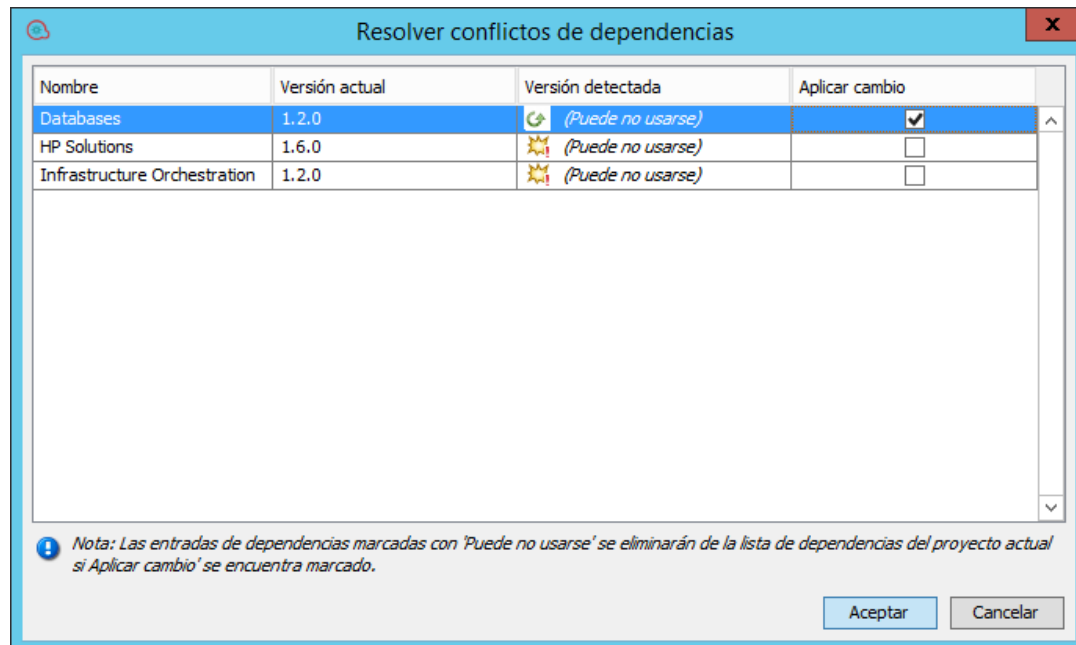 Resolver conflictos de dependencias
x
Nombre Versión actual Versión detectada Aplicar cambio
Databases 1.2.0 (Puede no usarse)
HP Solutions 1.6.0 (Puede no usarse)
Infrastructure Orchestration 1.2.0 (Puede no usarse)
Nota: Las entradas de dependencias marcadas con 'Puede no usarse' se eliminarán de la lista de dependencias del proyecto actual
si Aplicar cambio' se encuentra marcado.
Aceptar Cancelar